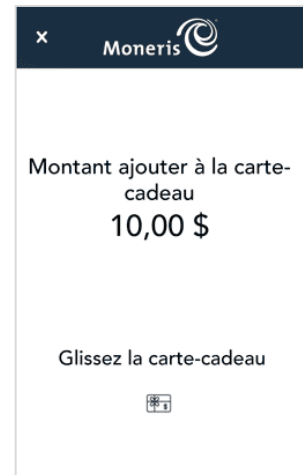 × Moneris
Montant ajouter à la carte-
cadeau
10,00 $
Glissez la carte-cadeau